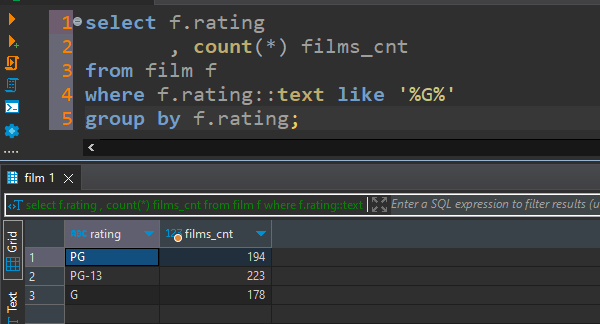 1 select f.rating
2 , count(*) films_cnt
3 from film f
4 where f.rating::text like '%G%'
5 group by f.rating;
film 1
select f.rating , count(*) films_cnt from film f where f.rating::text
Enter a SQL expression to filter results (u
Grid
Text
ABC rating
123 films_cnt
1 PG 194
2 PG-13 223
3 G 178